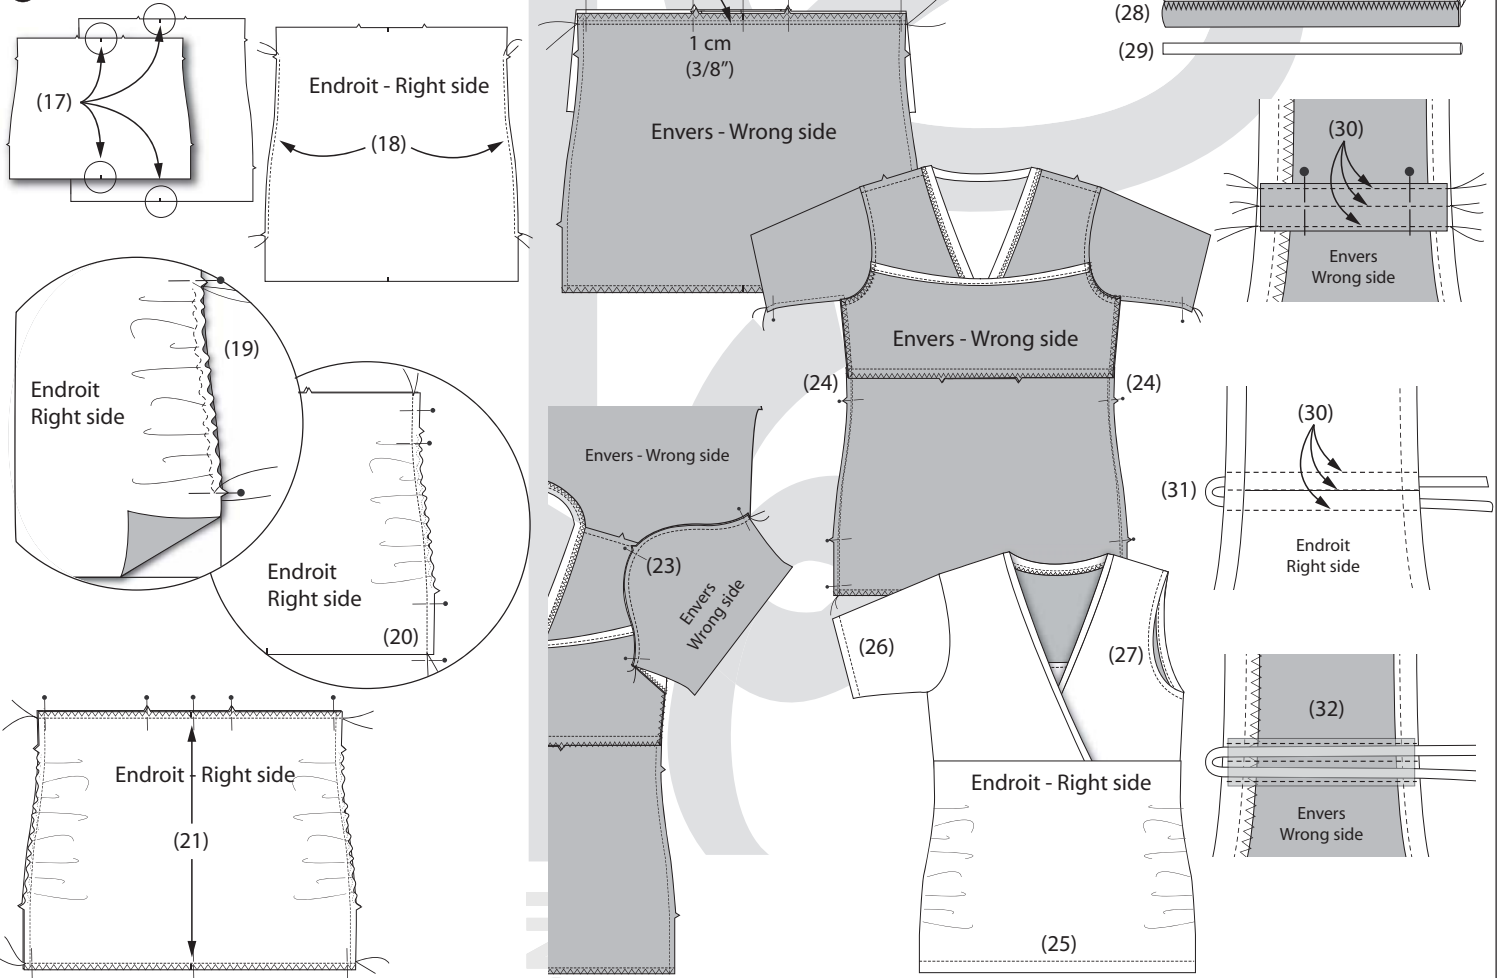 (17)
Endroit - Right side
(18)
(19)
Endroit
Right side
Endroit
Right side
(20)
Endroit - Right side
(21)
1 cm
(3/8”)
Envers - Wrong side
Envers - Wrong side
(24)
(24)
Envers - Wrong side
(23)
Envers
Wrong side
(26)
(27)
Endroit - Right side
(25)
(28)
(29)
(30)
Envers
Wrong side
(30)
(31)
Endroit
Right side
(32)
Envers
Wrong side